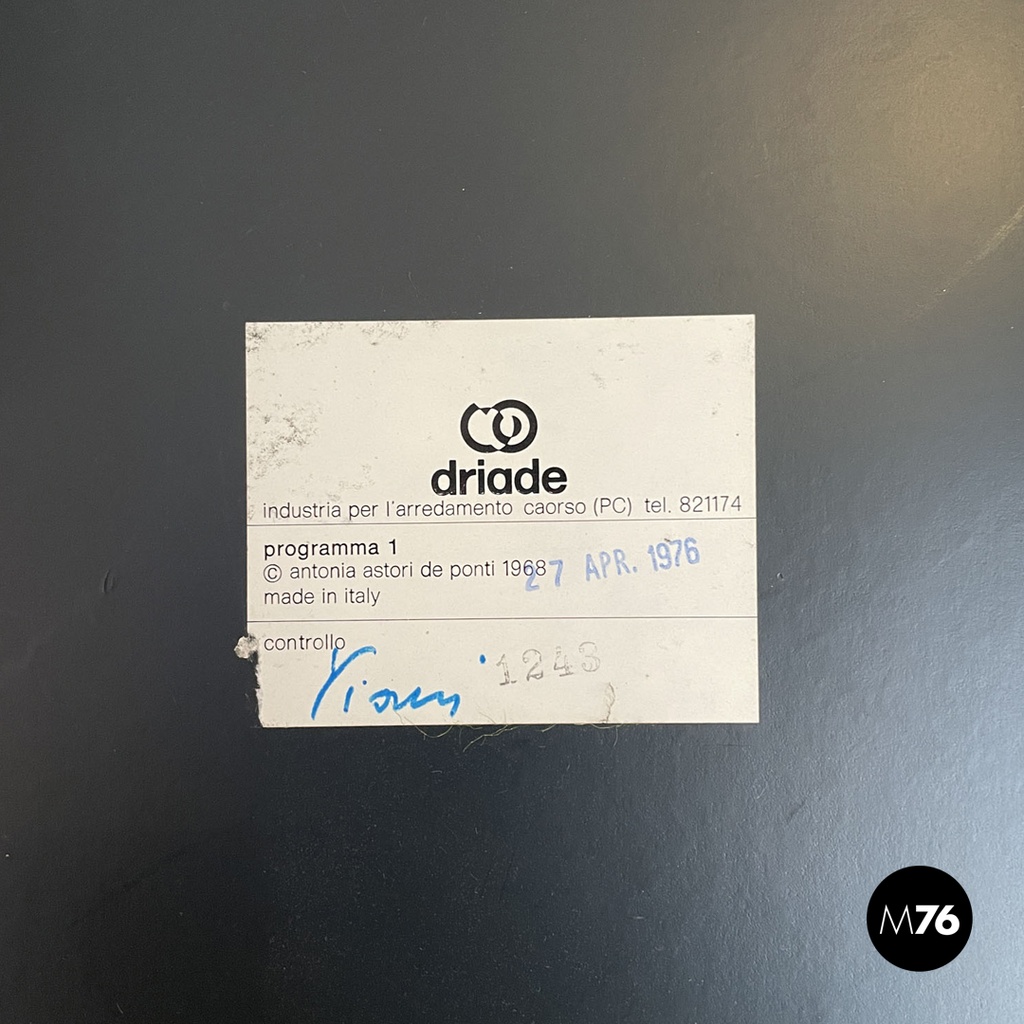 driade
industria per l'arredamento caorso (PC) tel. 821174
programma 1
© antonia astori de ponti 1968
27 APR. 1976
made in italy
controllo
1243
M76